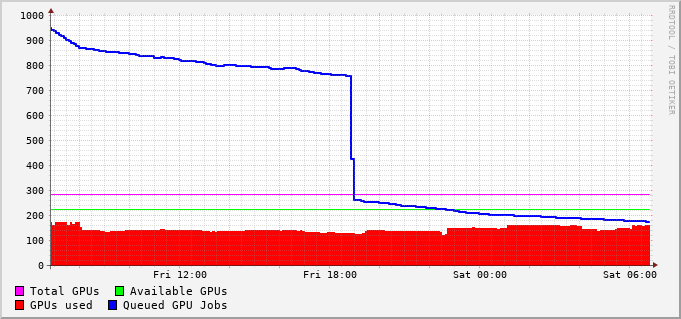 1000
900
800
700
600
500
400
300
200
100
0
Fri 12:00 Fri 18:00 Sat 00:00 Sat 06:00
Total GPUs Available GPUs
GPUs used Queued GPU Jobs
RRDTOOL / TOBI OETIKER